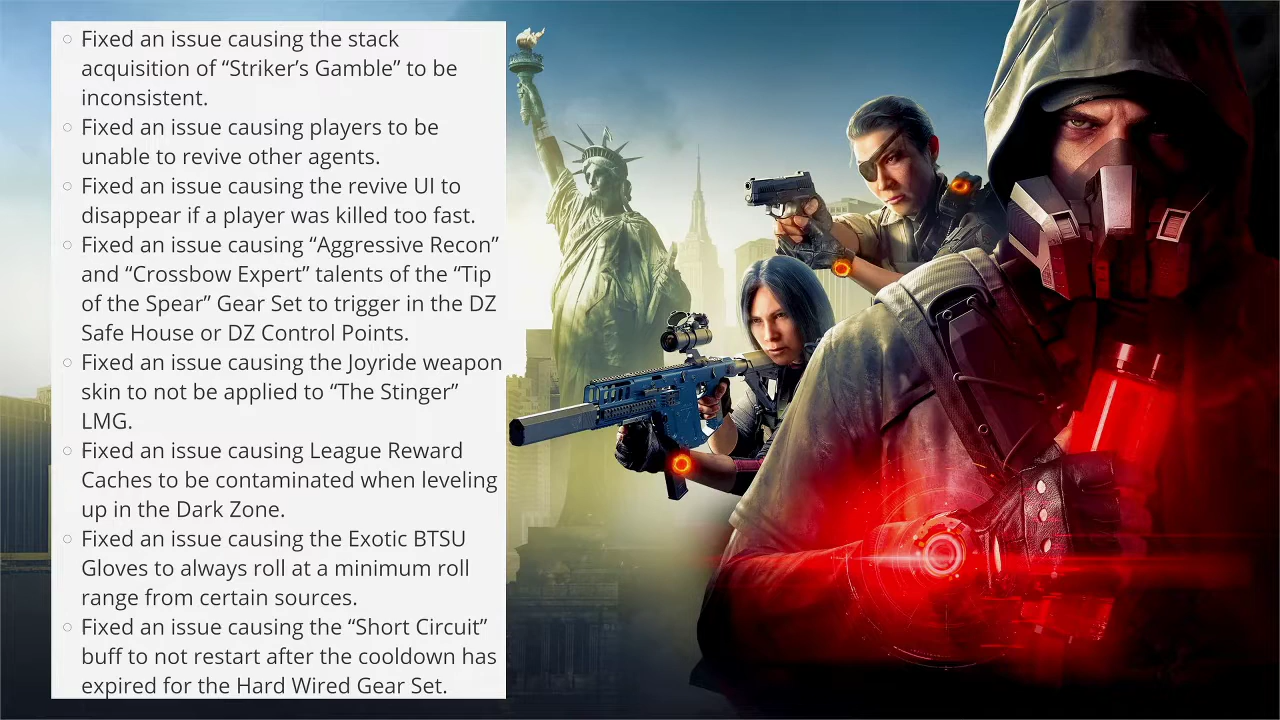 Fixed an issue causing the stack
acquisition of “Striker’s Gamble” to be
inconsistent.
Fixed an issue causing players to be
unable to revive other agents.
Fixed an issue causing the revive UI to
disappear if a player was killed too fast.
Fixed an issue causing “Aggressive Recon”
and “Crossbow Expert” talents of the “Tip
of the Spear” Gear Set to trigger in the DZ
Safe House or DZ Control Points.
Fixed an issue causing the Joyride weapon
skin to not be applied to “The Stinger”
LMG.
Fixed an issue causing League Reward
Caches to be contaminated when leveling
up in the Dark Zone.
Fixed an issue causing the Exotic BTSU
Gloves to always roll at a minimum roll
range from certain sources.
Fixed an issue causing the “Short Circuit”
buff to not restart after the cooldown has
expired for the Hard Wired Gear Set.